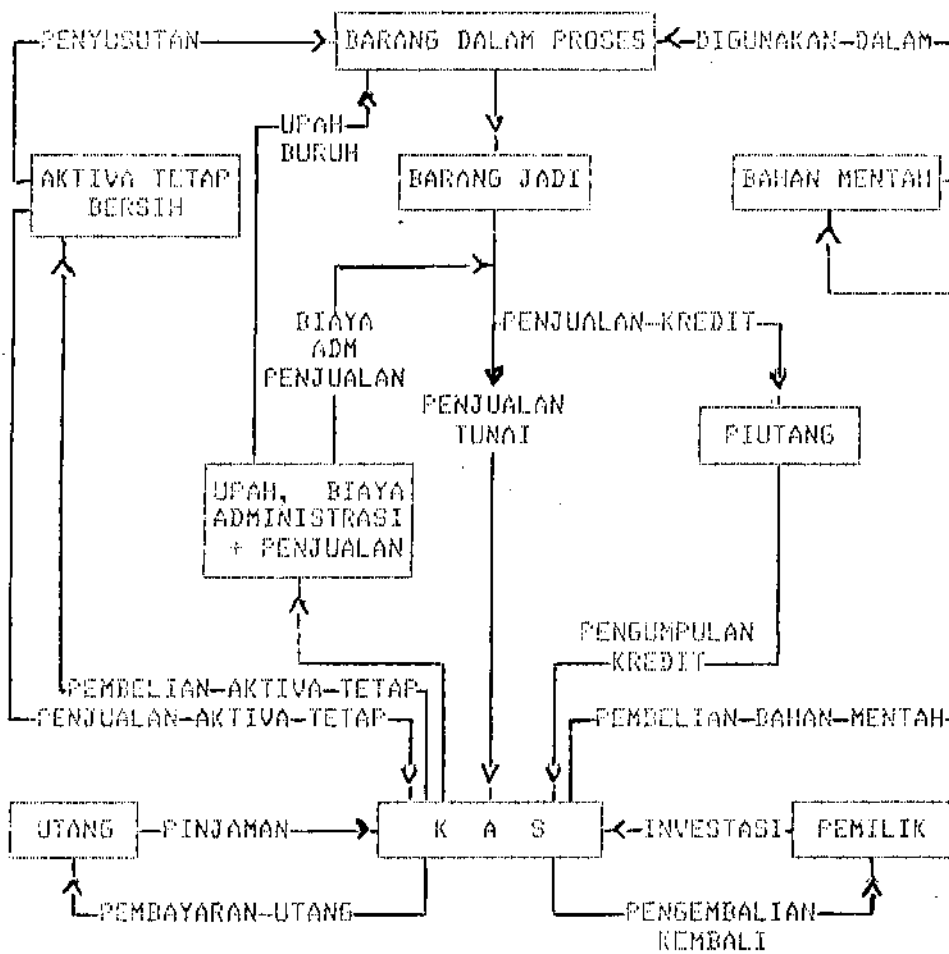 PENYUSUTAN
BARANG DALAM PROSES
DIGUNAKAN DALAM
UPAH
BURUH
AKTIVA TETAP
BERSIH
BARANG JADI
BAHAN MENTAH
BIAYA
ADM
PENJUALAN
PENJUALAN KREDIT
PENJUALAN
TUNAI
PIUTANG
UPAH, BIAYA
ADMINISTRASI
+ PENJUALAN
PENGUMPULAN
KREDIT
PEMBELIAN AKTIVA TETAP
PENJUALAN AKTIVA TETAP
PEMBELIAN BAHAN MENTAH
UTANG
PINJAMAN
K A S
INVESTASI
PEMILIK
PEMBAYARAN UTANG
PENGEMBALIAN
KEMBALI